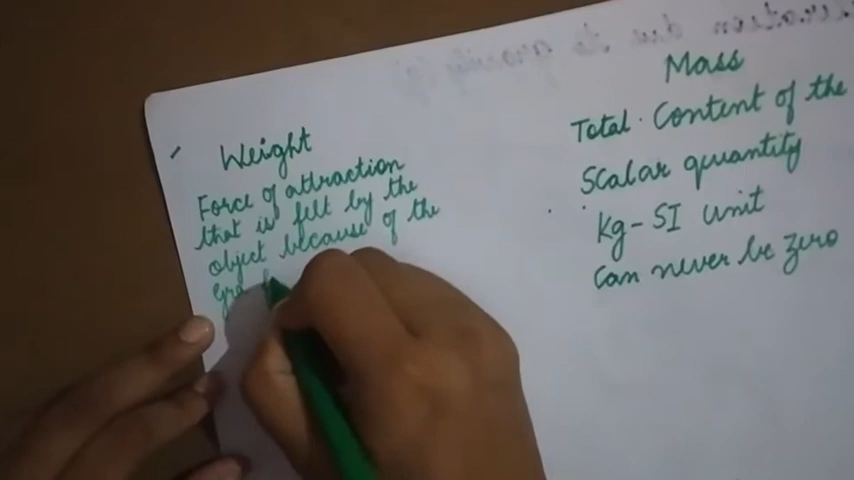 Weight
Force of attraction
that is felt by the
object because of the
Mass
Total. Content of the
Scalar quantity
Kg-SI unit
Can never be zero